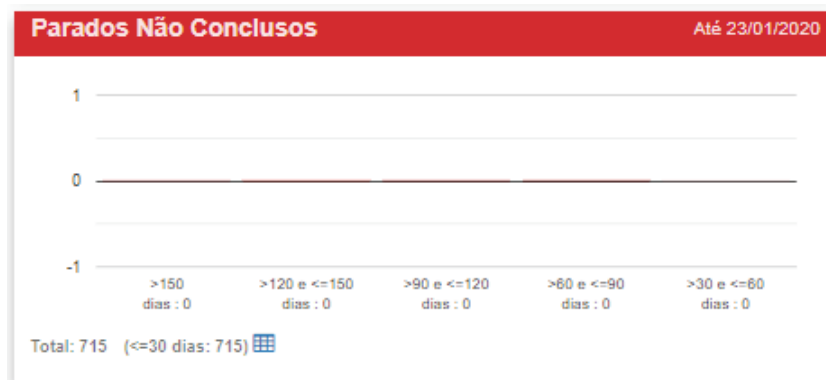 Parados Não Conclusos Até 23/01/2020
1
0
-1
>150 >120 e <=150 >90 e <=120 >60 e <=90 >30 e <=60
dias : 0 dias : 0 dias : 0 dias : 0 dias : 0
Total: 715 (<=30 dias: 715)